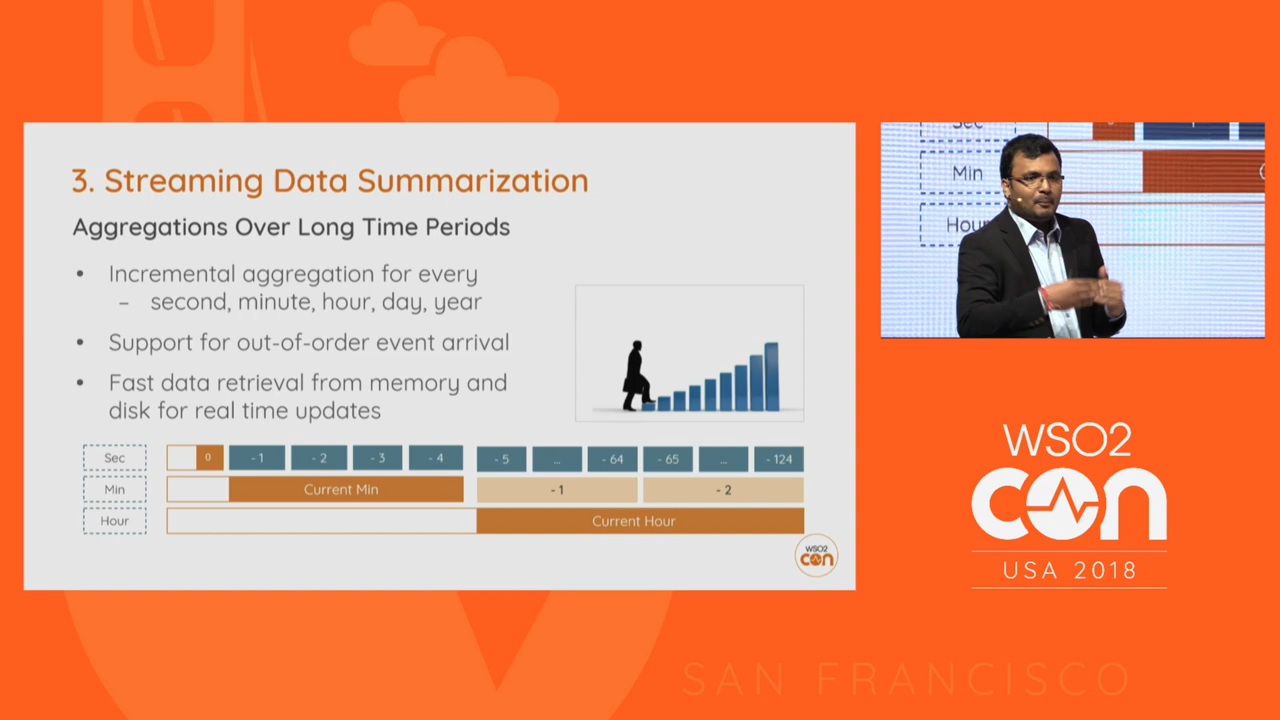 3. Streaming Data Summarization
Aggregations Over Long Time Periods
• Incremental aggregation for every
– second, minute, hour, day, year
• Support for out-of-order event arrival
• Fast data retrieval from memory and
disk for real time updates
Sec 0 - 1 - 2 - 3 - 4 - 5 ... - 64 - 65 ... - 124
Min Current Min - 1 - 2
Hour Current Hour
WSO2
CON
Sec
Min
Hour
WSO2
CON
USA 2018
SAN FRANCISCO